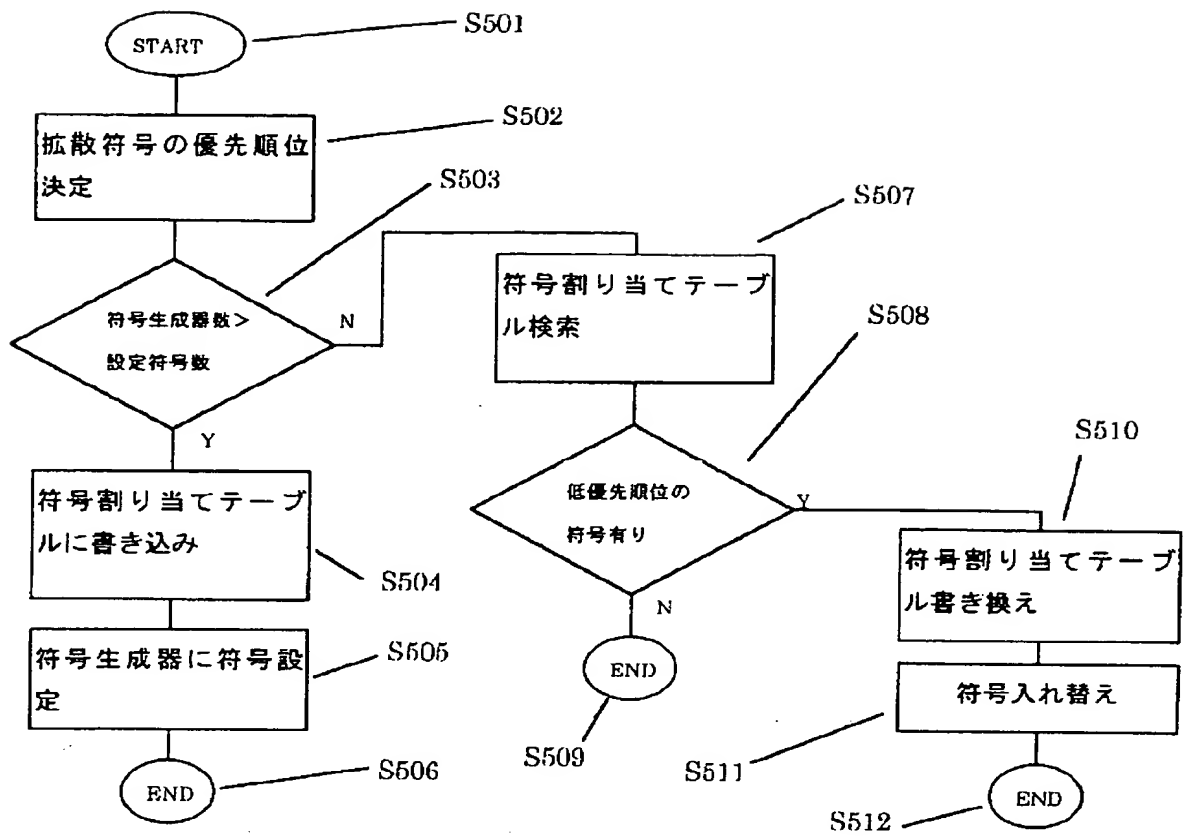 START
S501
拡散符号の優先順位
決定
S502
符号生成器数>
設定符号数
S503
N
Y
符号割り当てテーブ
ルに書き込み
S504
符号生成器に符号設
定
S505
END
S506
符号割り当てテーブ
ル検索
S507
低優先順位の
符号有り
S508
Y
N
END
S509
符号割り当てテーブ
ル書き換え
S510
符号入れ替え
S511
END
S512